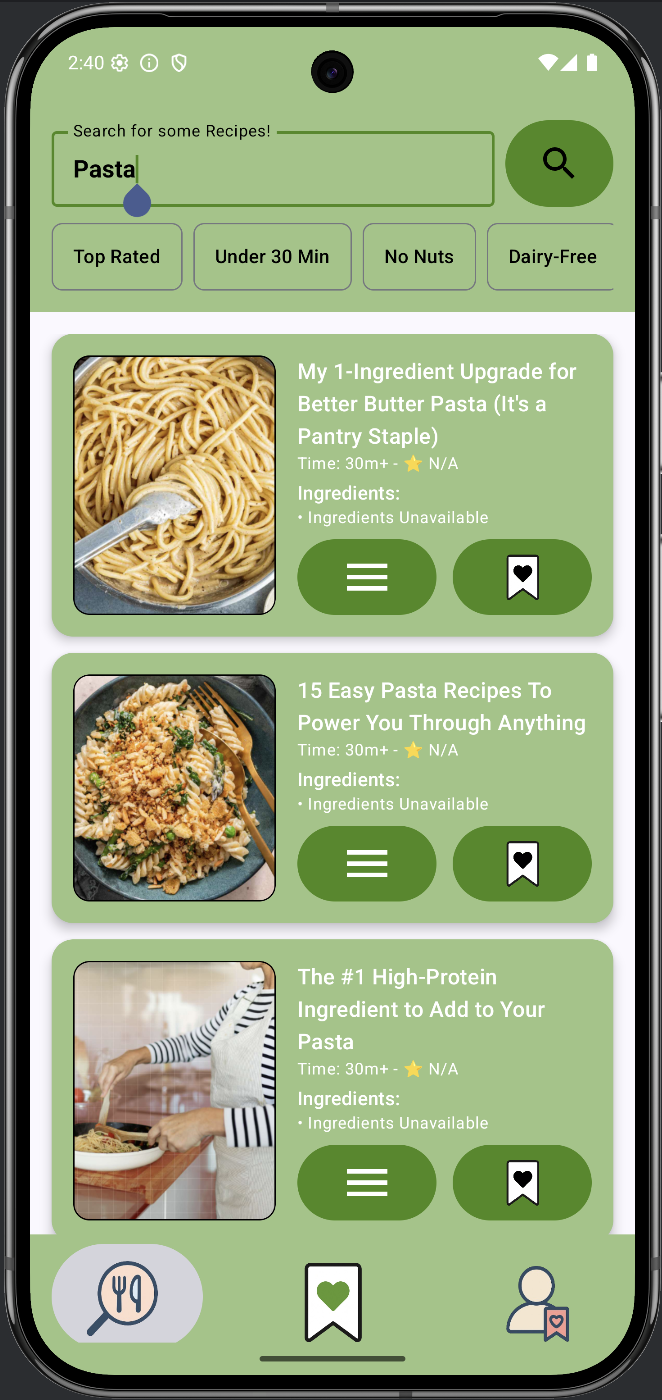 2:40
Search for some Recipes!
Pasta
Top Rated
Under 30 Min
No Nuts
Dairy-Free
My 1-Ingredient Upgrade for
Better Butter Pasta (It's a
Pantry Staple)
Time: 30m+ - ⭐ N/A
Ingredients:
• Ingredients Unavailable
15 Easy Pasta Recipes To
Power You Through Anything
Time: 30m+ - ⭐ N/A
Ingredients:
• Ingredients Unavailable
The #1 High-Protein
Ingredient to Add to Your
Pasta
Time: 30m+ - ⭐ N/A
Ingredients:
• Ingredients Unavailable